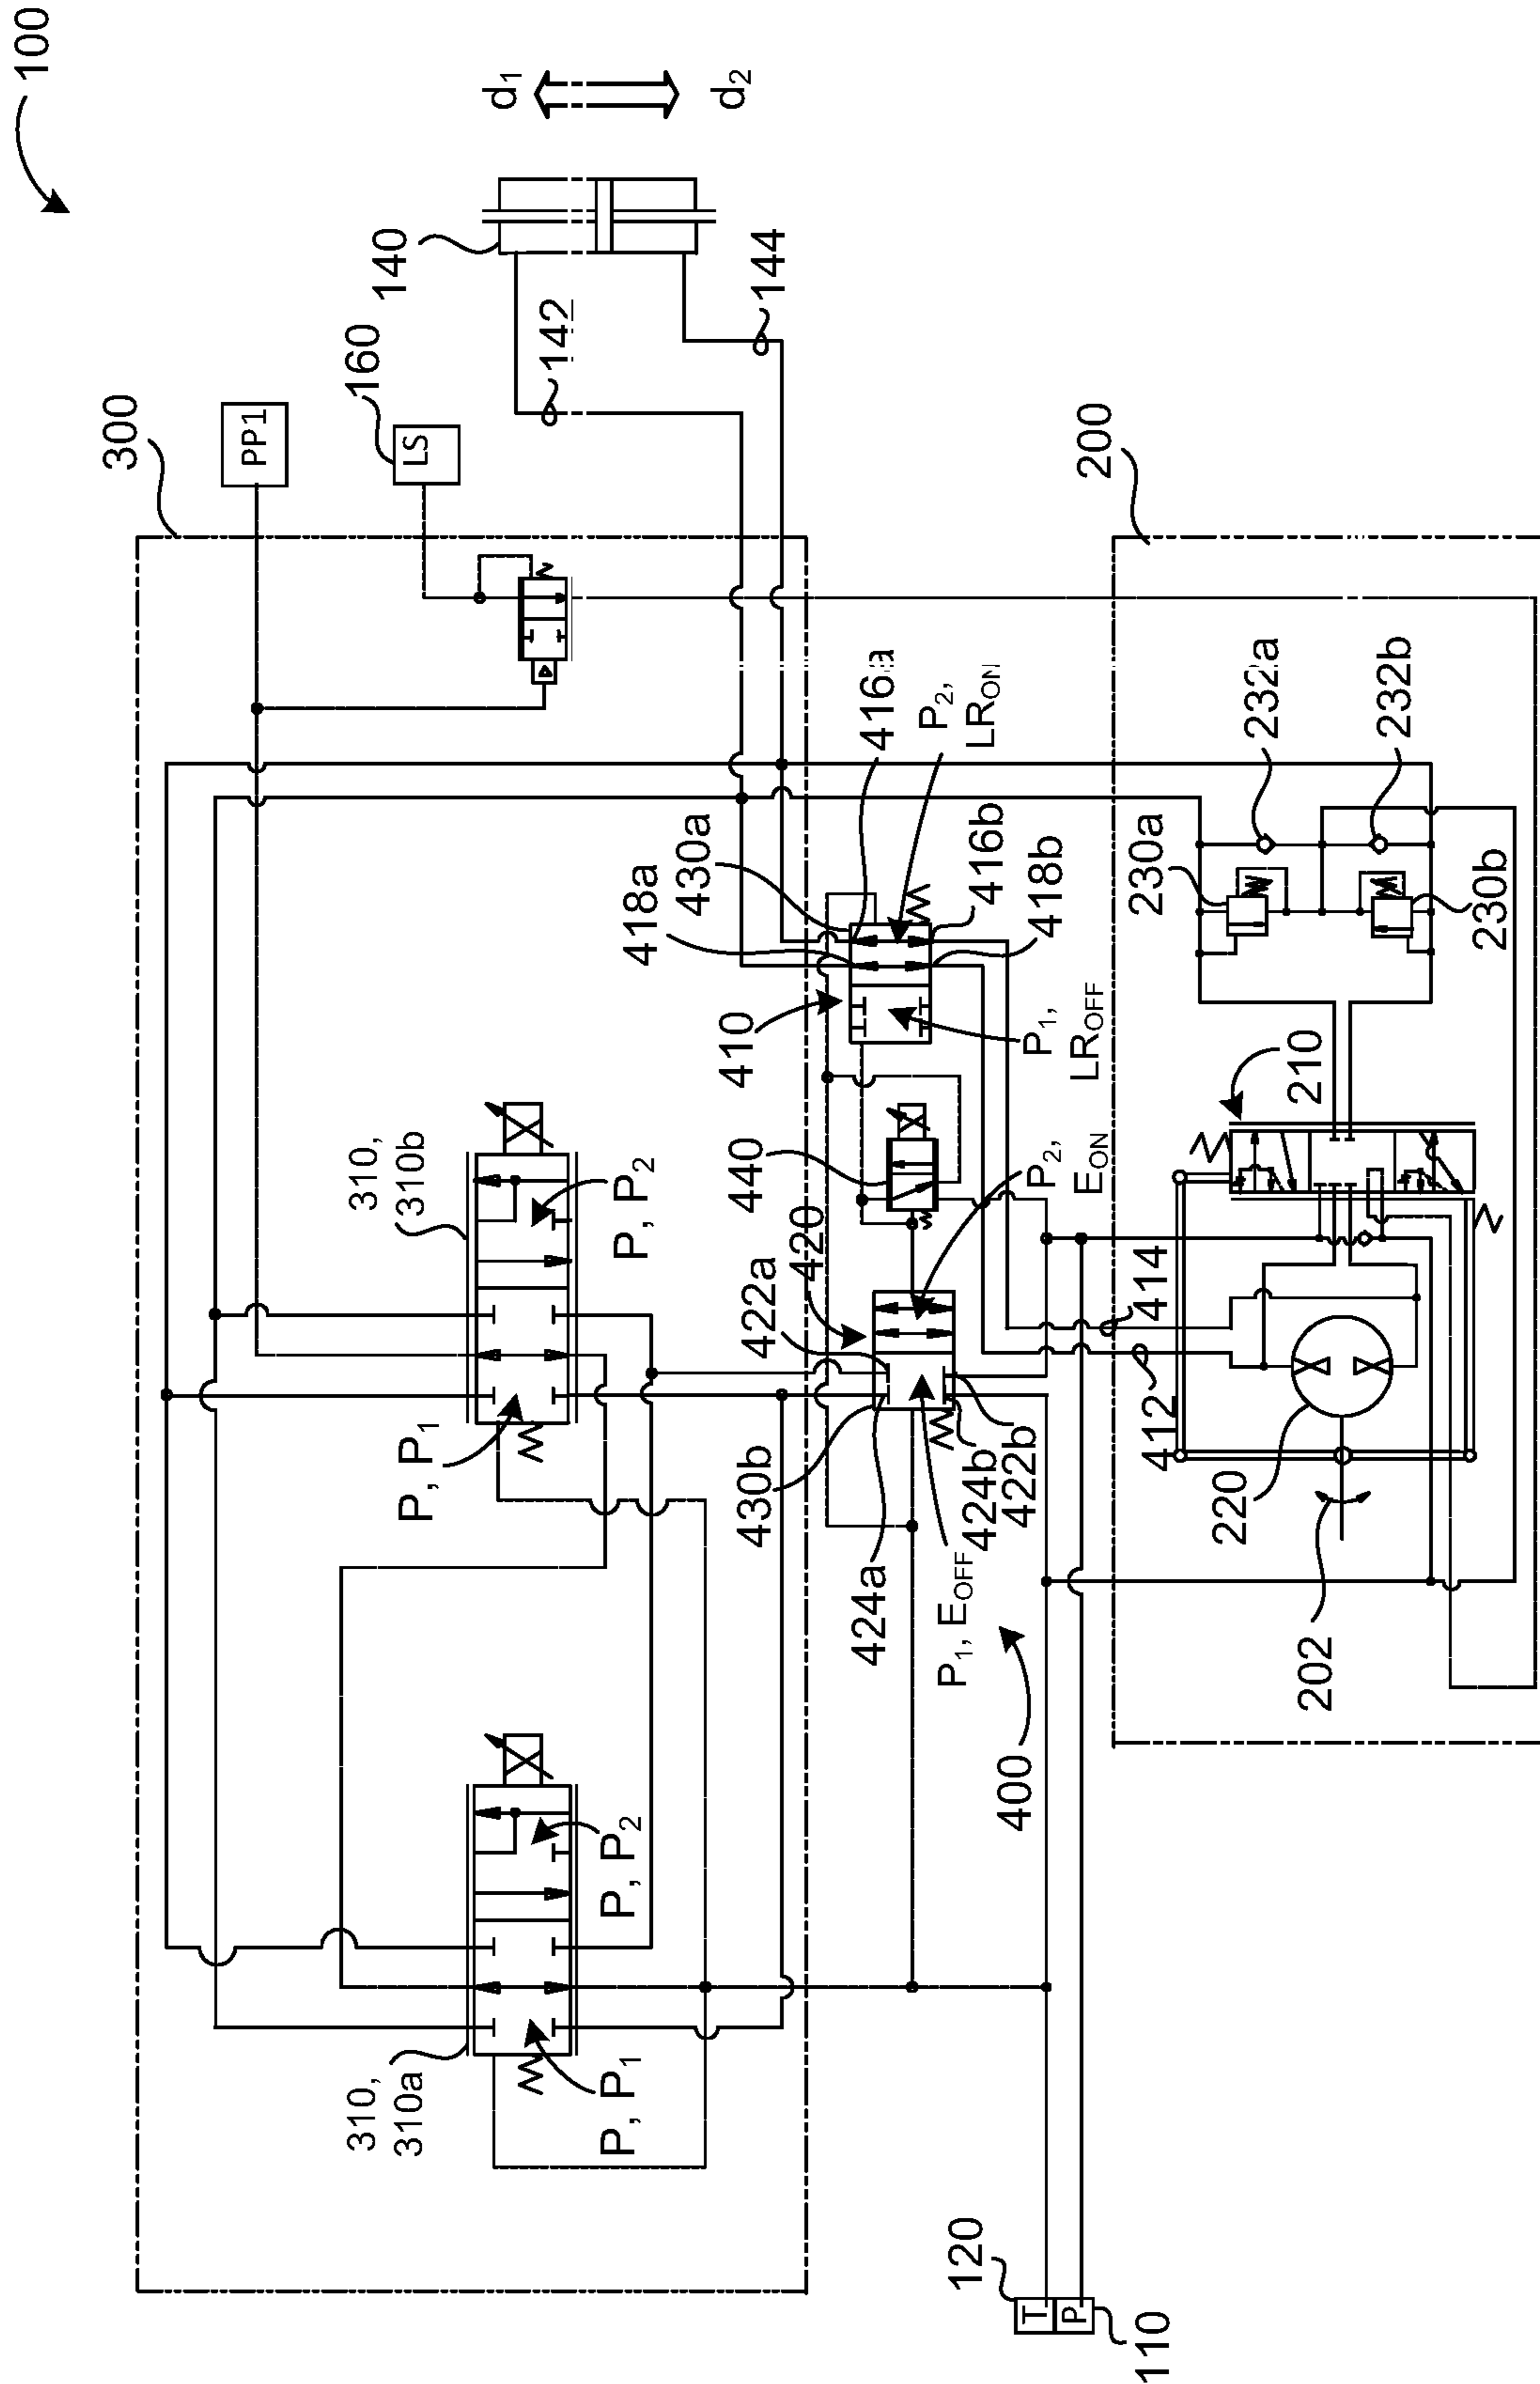 100
d1
d2
140
142
144
160
LS
PP1
300
200
310,
310b
P, P2
P, P1
310,
310a
P, P2
P, P1
416a
P2,
LRON
430a
418a
416b
418b
410
P1,
LROFF
440
P2,
EON
420
422a
430b
424a
424b
422b
P1, EOFF
400
414
412
232a
232b
230a
230b
210
220
202
120
T
P
110